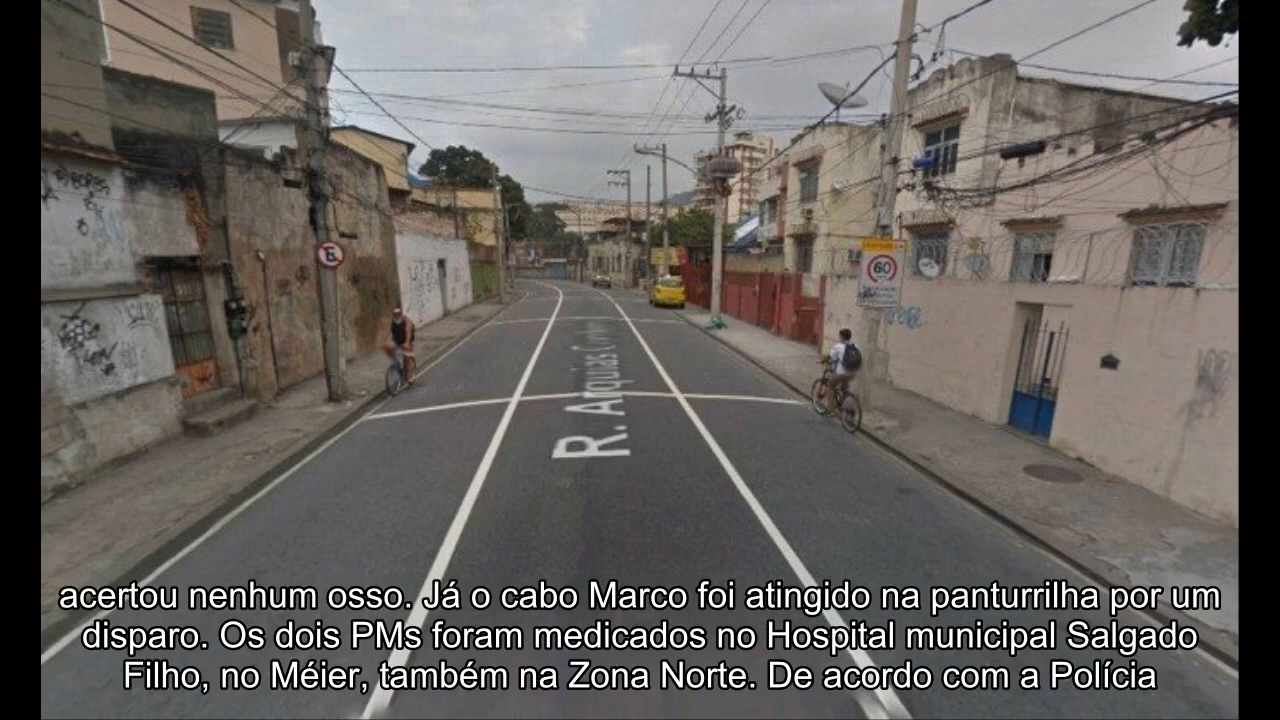 60
R. Arquias Cordeiro
acertou nenhum osso. Já o cabo Marco foi atingido na panturrilha por um
disparo. Os dois PMs foram medicados no Hospital municipal Salgado
Filho, no Méier, também na Zona Norte. De acordo com a Polícia